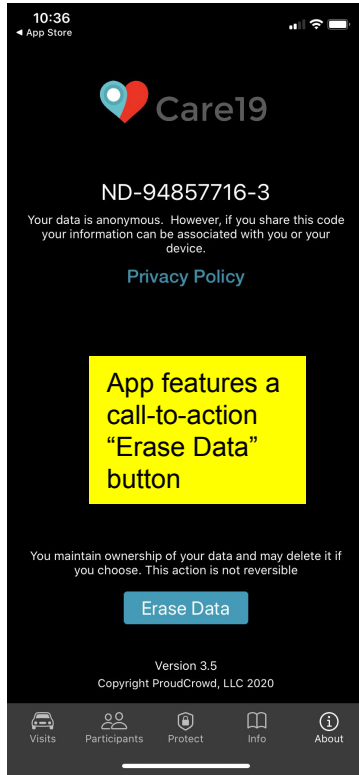 10:36
◀ App Store
Care19
ND-94857716-3
Your data is anonymous. However, if you share this code
your information can be associated with you or your
device.
Privacy Policy
App features a
call-to-action
“Erase Data”
button
You maintain ownership of your data and may delete it if
you choose. This action is not reversible
Erase Data
Version 3.5
Copyright ProudCrowd, LLC 2020
Visits Participants Protect Info About